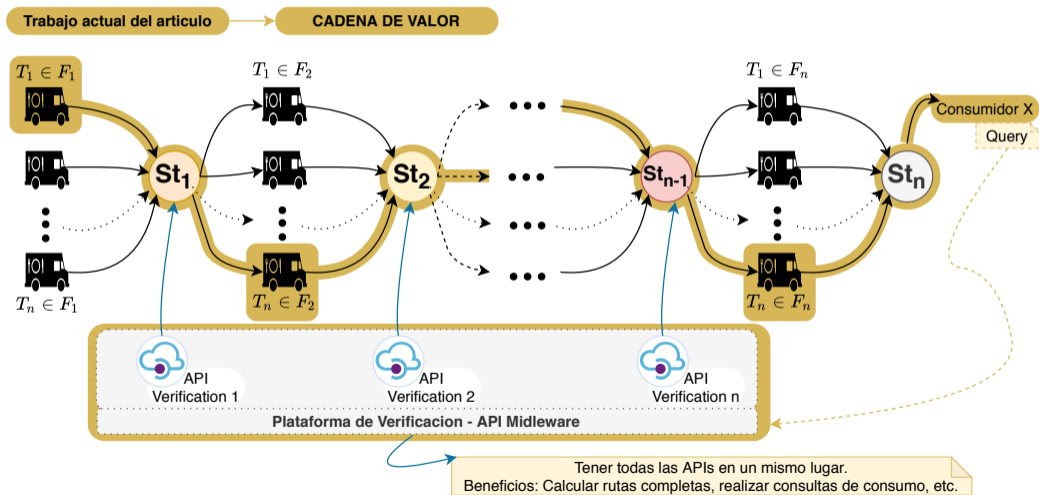 Trabajo actual del articulo
CADENA DE VALOR
T₁ ∈ F₁
T₁ ∈ F₂
T₁ ∈ Fₙ
Consumidor X
Query
St₁.
St₂.
Stₙ₋₁
Stₙ
Tₙ ∈ F₁
Tₙ ∈ F₂
Tₙ ∈ Fₙ
API
Verification 1
API
Verification 2
API
Verification n
Plataforma de Verificacion - API Midleware
Tener todas las APIs en un mismo lugar.
Beneficios: Calcular rutas completas, realizar consultas de consumo, etc.